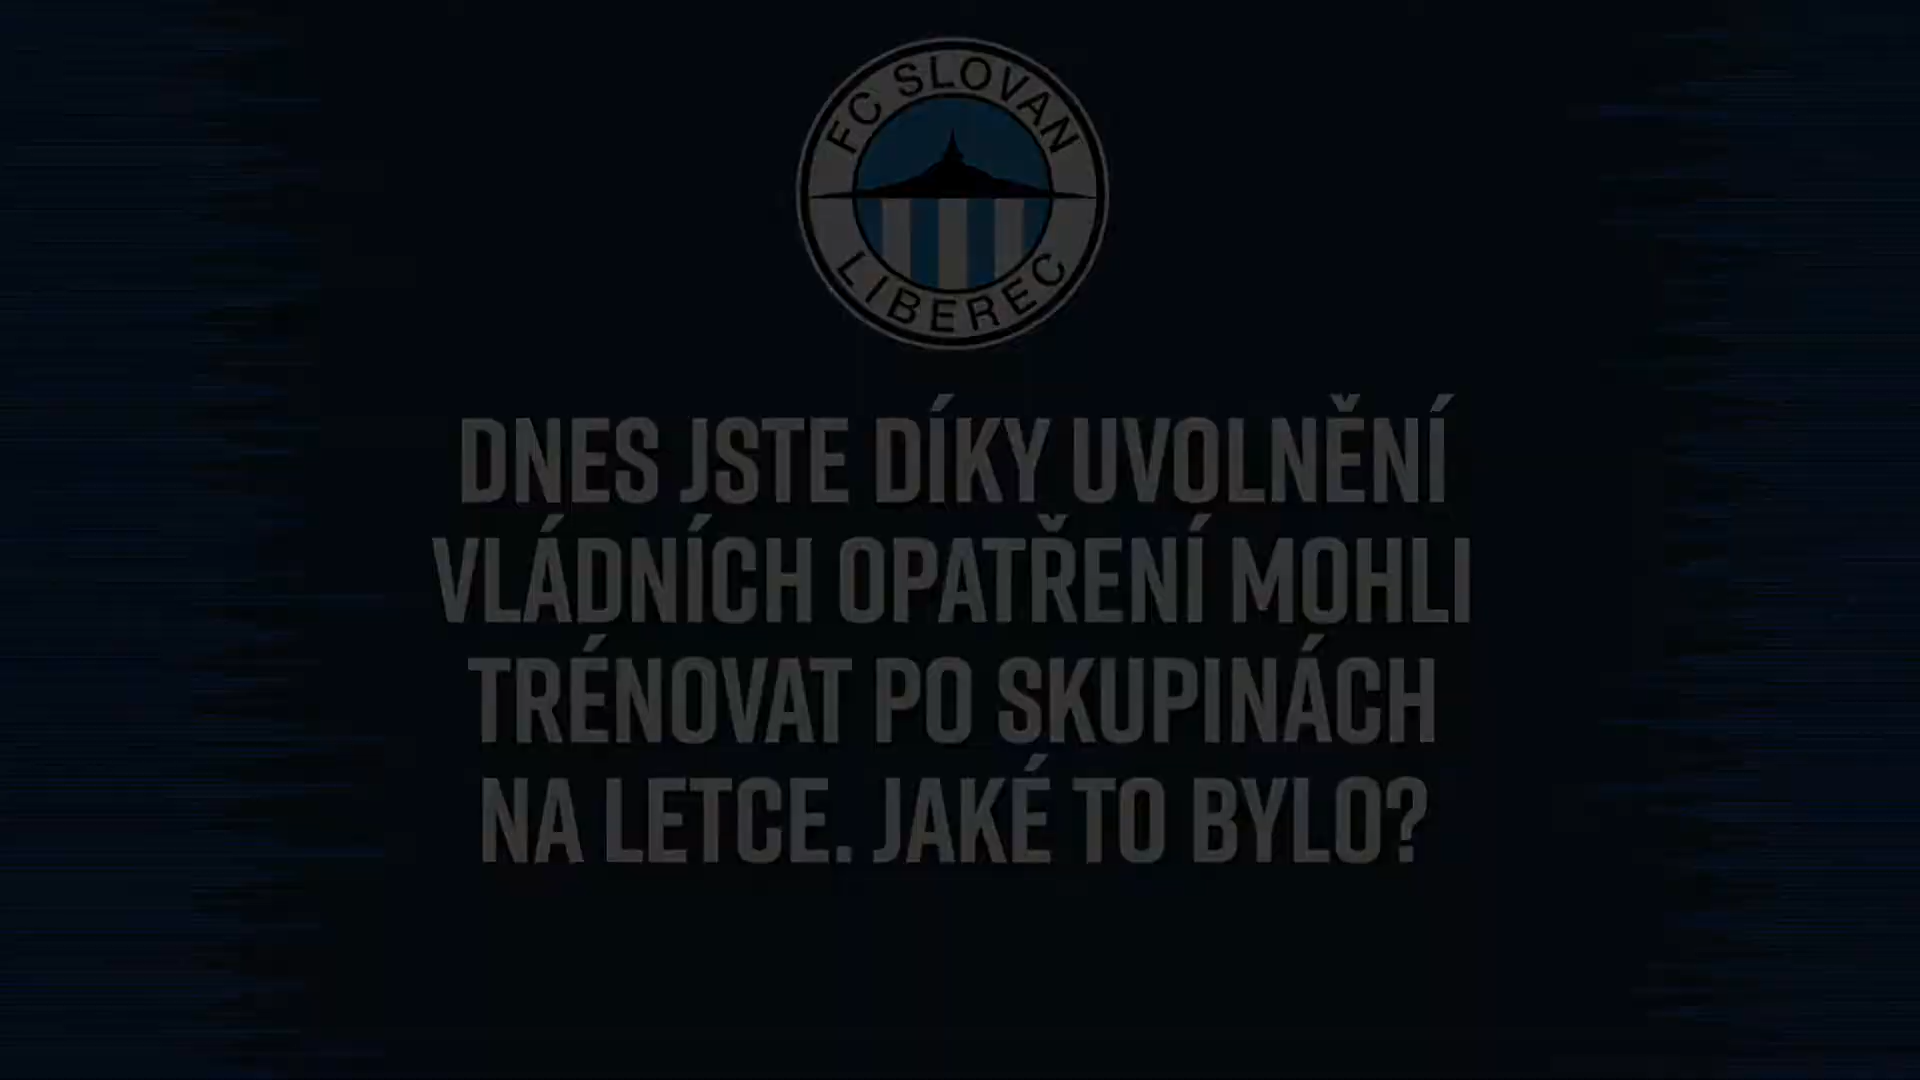 FC SLOVAN
LIBEREC
DNES JSTE DÍKY UVOLNĚNÍ
VLÁDNÍCH OPATŘENÍ MOHLI
TRÉNOVAT PO SKUPINÁCH
NA LETCE. JAKÉ TO BYLO?